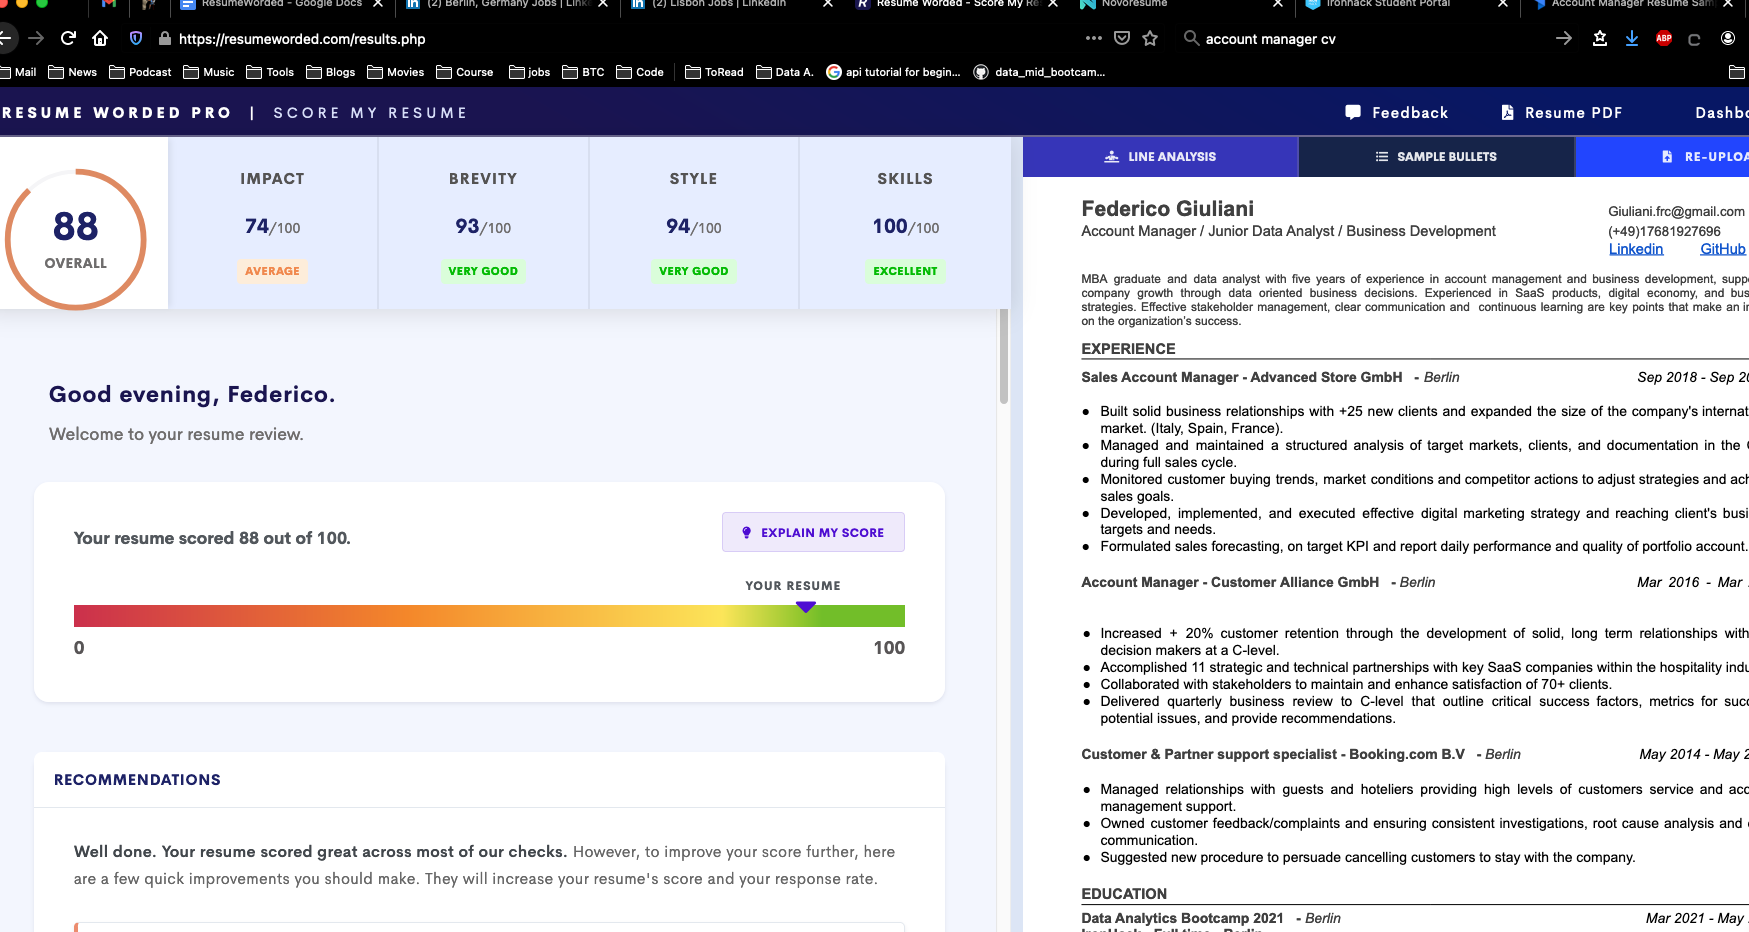 ResumeWorded - Google Docs
(2) Berlin, Germany Jobs | Link
(2) Lisbon Jobs | LinkedIn
Resume Worded - Score My Re
Novoresume
Ironhack Student Portal
Account Manager Resume Sam
https://resumeworded.com/results.php
account manager cv
ABP
Mail
News
Podcast
Music
Tools
Blogs
Movies
Course
jobs
BTC
Code
ToRead
Data A.
api tutorial for begin...
data_mid_bootcam...
RESUME WORDED PRO | SCORE MY RESUME
Feedback
Resume PDF
Dashbo
88
OVERALL
IMPACT
74/100
AVERAGE
BREVITY
93/100
VERY GOOD
STYLE
94/100
VERY GOOD
SKILLS
100/100
EXCELLENT
Good evening, Federico.
Welcome to your resume review.
Your resume scored 88 out of 100.
EXPLAIN MY SCORE
YOUR RESUME
0
100
RECOMMENDATIONS
Well done. Your resume scored great across most of our checks. However, to improve your score further, here
are a few quick improvements you should make. They will increase your resume's score and your response rate.
LINE ANALYSIS
SAMPLE BULLETS
RE-UPLOA
Federico Giuliani
Account Manager / Junior Data Analyst / Business Development
Giuliani.frc@gmail.com
(+49)17681927696
Linkedin GitHub
MBA graduate and data analyst with five years of experience in account management and business development, supp
company growth through data oriented business decisions. Experienced in SaaS products, digital economy, and bus
strategies. Effective stakeholder management, clear communication and continuous learning are key points that make an i
on the organization's success.
EXPERIENCE
Sales Account Manager - Advanced Store GmbH - Berlin Sep 2018 - Sep 20
● Built solid business relationships with +25 new clients and expanded the size of the company's internat
market. (Italy, Spain, France).
● Managed and maintained a structured analysis of target markets, clients, and documentation in the
during full sales cycle.
● Monitored customer buying trends, market conditions and competitor actions to adjust strategies and ach
sales goals.
● Developed, implemented, and executed effective digital marketing strategy and reaching client's busi
targets and needs.
● Formulated sales forecasting, on target KPI and report daily performance and quality of portfolio account.
Account Manager - Customer Alliance GmbH - Berlin Mar 2016 - Mar
● Increased + 20% customer retention through the development of solid, long term relationships with
decision makers at a C-level.
● Accomplished 11 strategic and technical partnerships with key SaaS companies within the hospitality indu
● Collaborated with stakeholders to maintain and enhance satisfaction of 70+ clients.
● Delivered quarterly business review to C-level that outline critical success factors, metrics for succ
potential issues, and provide recommendations.
Customer & Partner support specialist - Booking.com B.V - Berlin May 2014 - May 2
● Managed relationships with guests and hoteliers providing high levels of customers service and acc
management support.
● Owned customer feedback/complaints and ensuring consistent investigations, root cause analysis and
communication.
● Suggested new procedure to persuade cancelling customers to stay with the company.
EDUCATION
Data Analytics Bootcamp 2021 - Berlin Mar 2021 - May